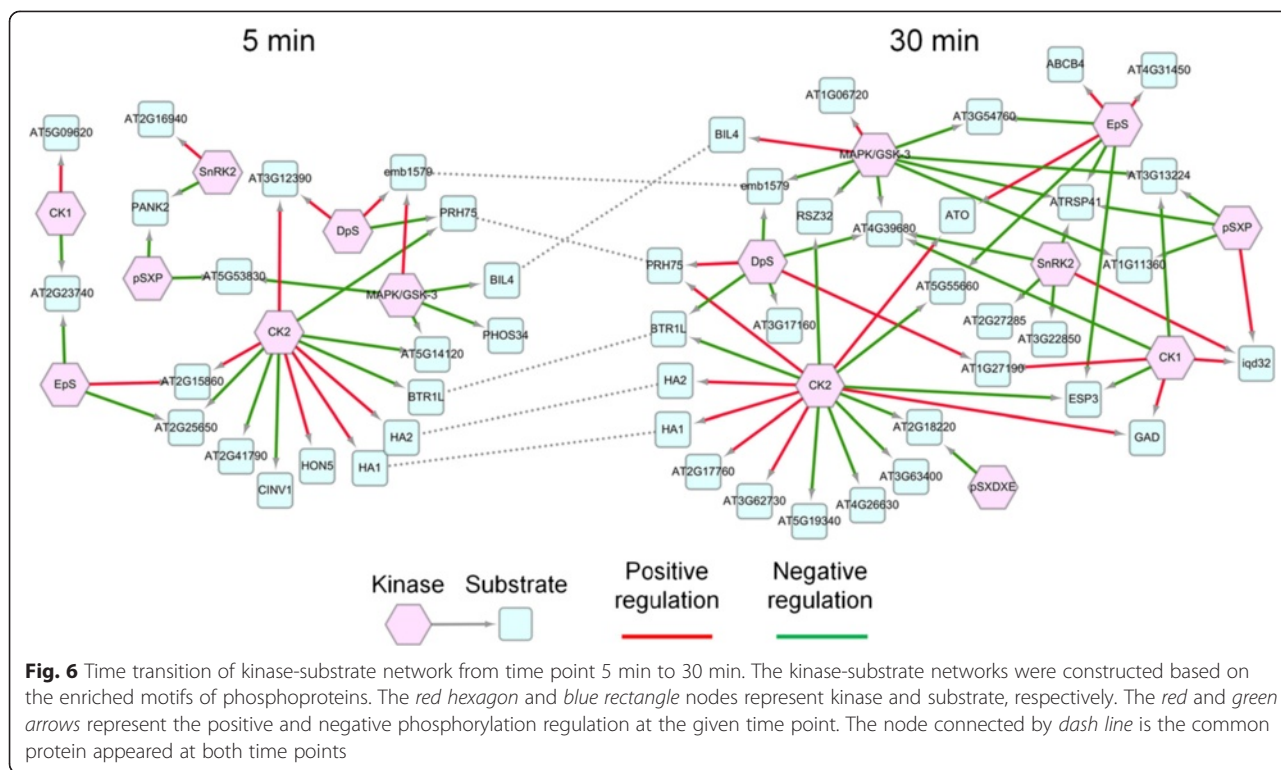 5 min
30 min
AT5G09620
AT2G16940
SnRK2
CK1
PANK2
AT3G12390
emb1579
DpS
PRH75
pSXP
AT5G53830
MAPK/GSK-3
BIL4
AT2G23740
CK2
PHOS34
AT5G14120
EpS
AT2G15860
BTR1L
AT2G25650
HA2
AT2G41790
HON5
HA1
CINV1
ABCB4
AT4G31450
AT1G06720
AT3G54760
EpS
BIL4
MAPK/GSK-3
emb1579
AT3G13224
RSZ32
ATO
ATRSP41
AT4G39680
pSXP
PRH75
DpS
SnRK2
AT1G11360
AT5G55660
BTR1L
AT3G17160
AT2G27285
AT3G22850
CK1
iqd32
HA2
CK2
AT1G27190
ESP3
HA1
AT2G18220
GAD
AT2G17760
AT3G63400
pSXDXE
AT3G62730
AT4G26630
AT5G19340
Kinase
Substrate
Positive
regulation
Negative
regulation
Fig. 6 Time transition of kinase-substrate network from time point 5 min to 30 min. The kinase-substrate networks were constructed based on
the enriched motifs of phosphoproteins. The red hexagon and blue rectangle nodes represent kinase and substrate, respectively. The red and green
arrows represent the positive and negative phosphorylation regulation at the given time point. The node connected by dash line is the common
protein appeared at both time points